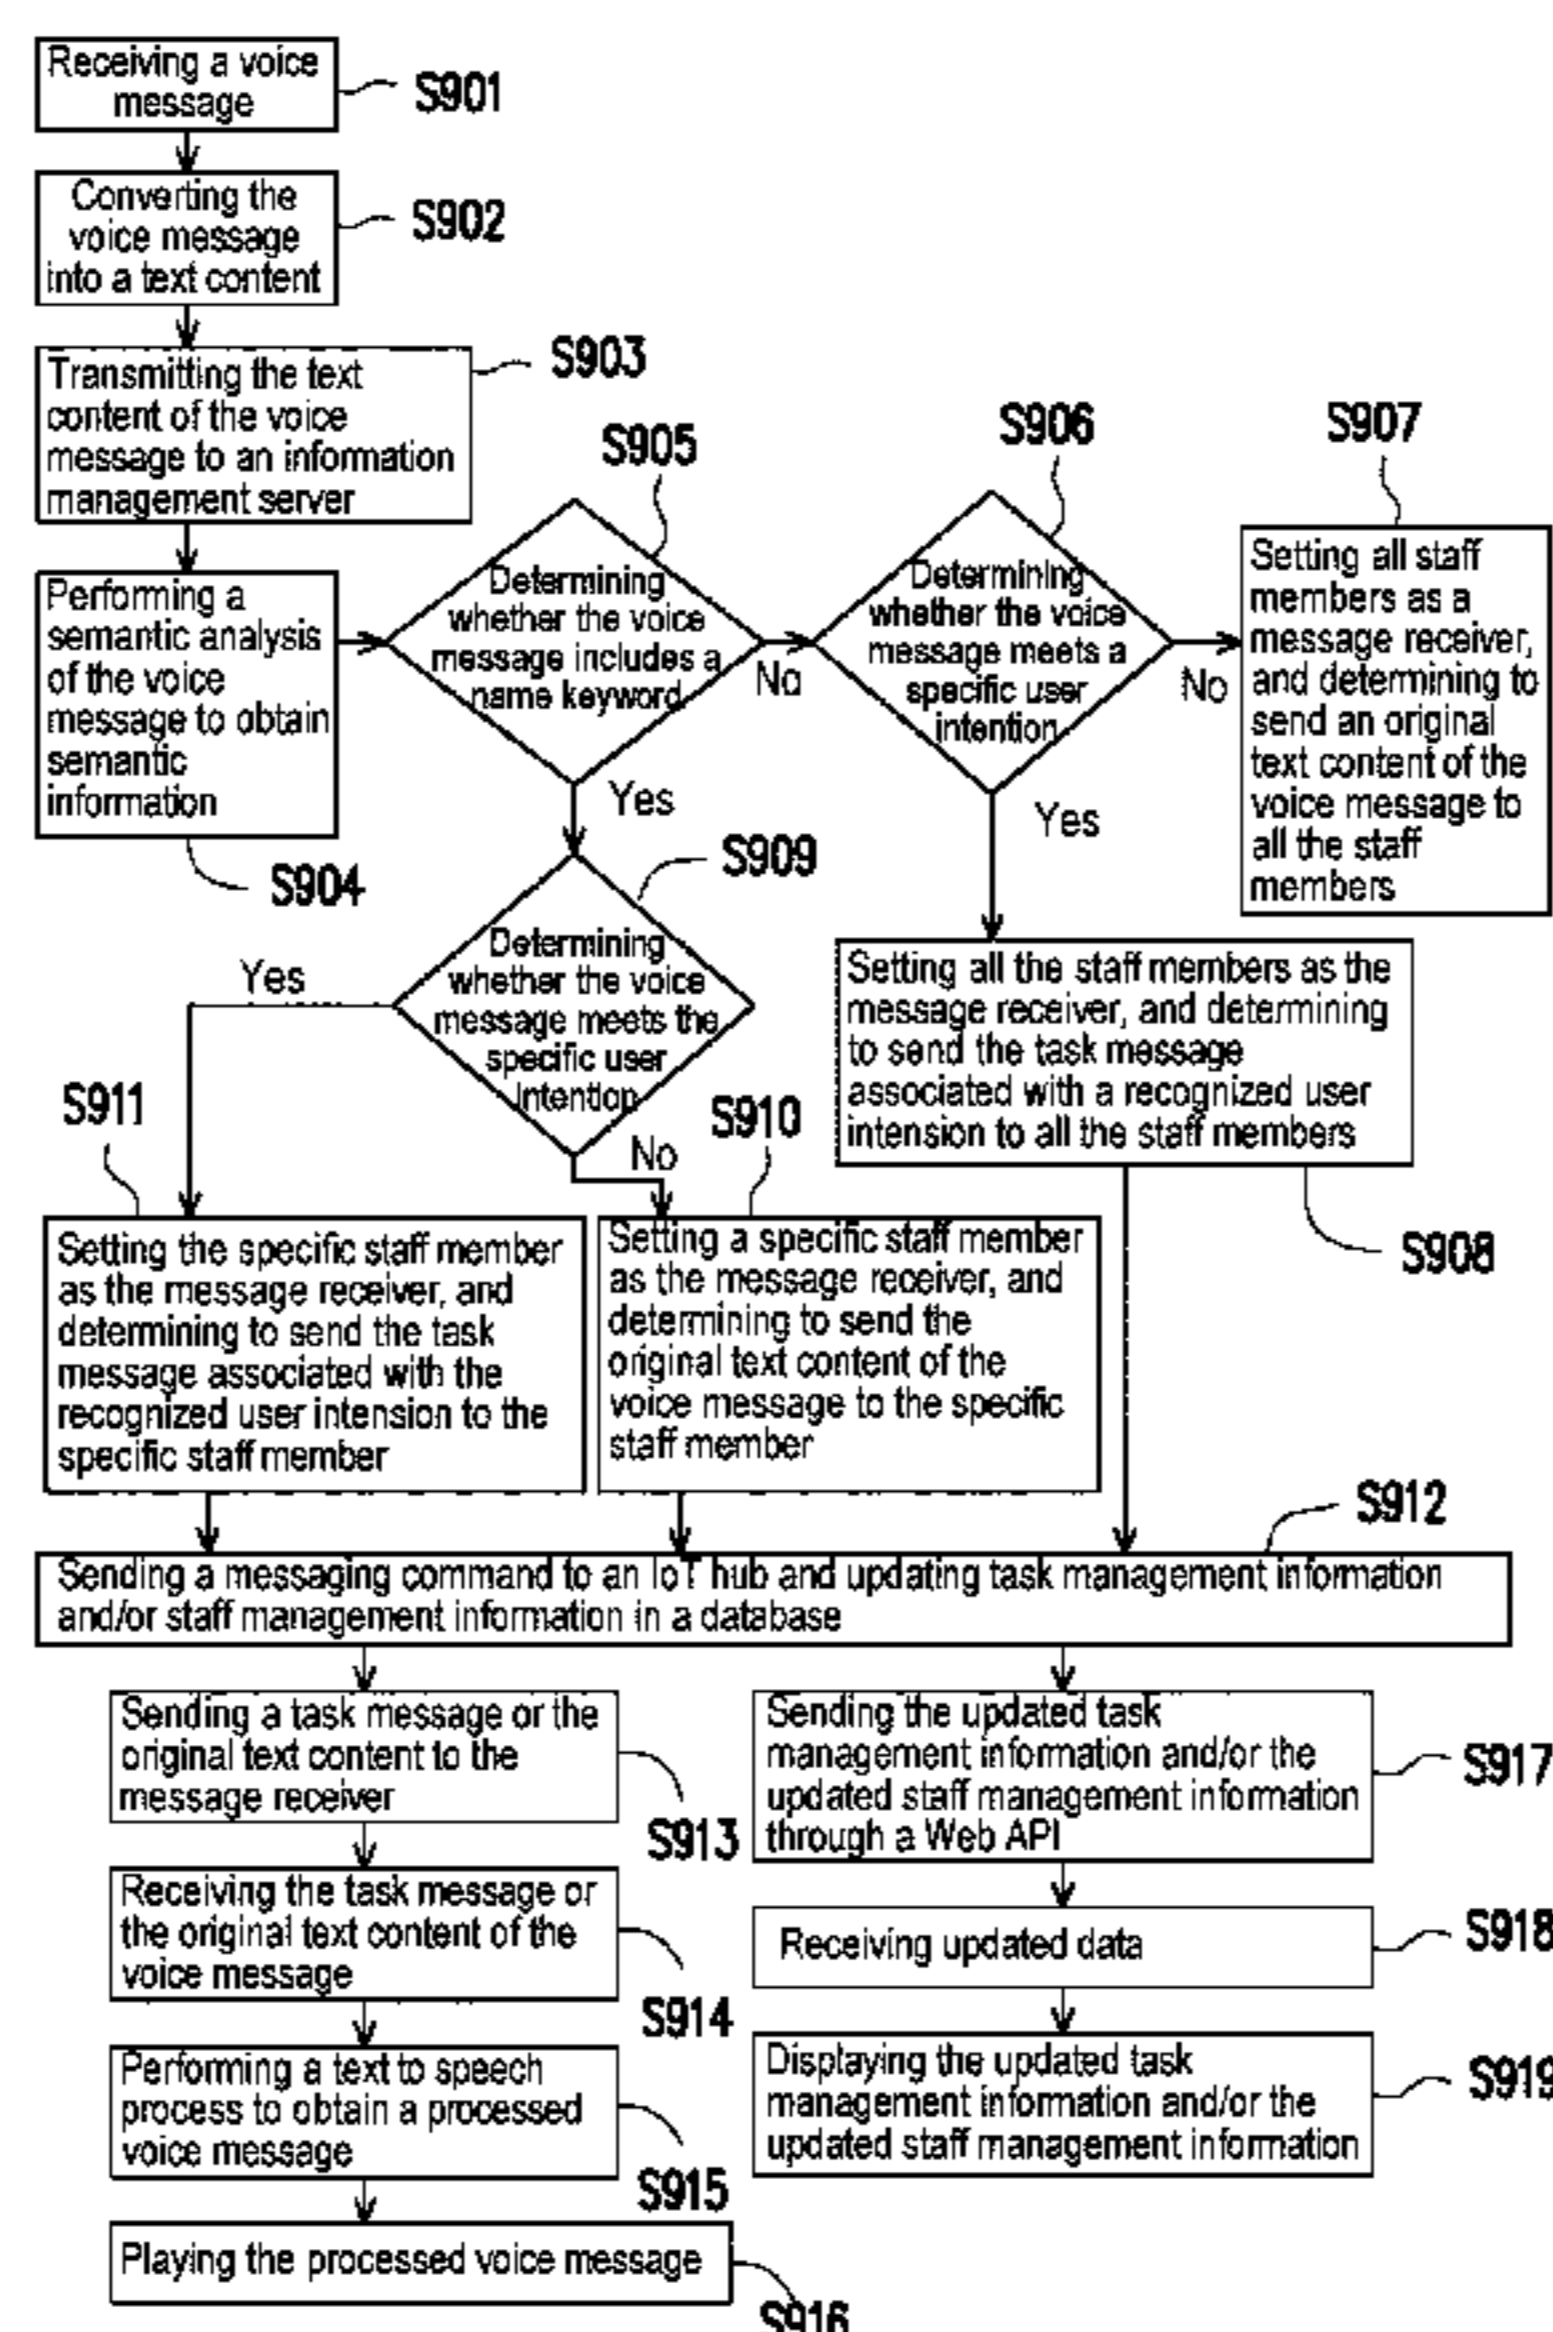 Receiving a voice
message
S901
Converting the
voice message
into a text content
S902
Transmitting the text
content of the voice
message to an information
management server
S903
Performing a
semantic analysis
of the voice
message to obtain
semantic
information
S904
S905
Determining
whether the voice
message includes a
name keyword
No
Yes
S906
Determining
whether the voice
message meets a
specific user
intention
No
Yes
S907
Setting all staff
members as a
message receiver,
and determining to
send an original
text content of the
voice message to
all the staff
members
S909
Determining
whether the voice
message meets the
specific user
Intention
Yes
No
Setting all the staff members as the
message receiver, and determining
to send the task message
associated with a recognized user
intension to all the staff members
S908
S911
Setting the specific staff member
as the message receiver, and
determining to send the task
message associated with the
recognized user intension to the
specific staff member
S910
Setting a specific staff member
as the message receiver, and
determining to send the
original text content of the
voice message to the specific
staff member
S912
Sending a messaging command to an IoT hub and updating task management information
and/or staff management information in a database
Sending a task message or the
original text content to the
message receiver
S913
Receiving the task message or
the original text content of the
voice message
S914
Performing a text to speech
process to obtain a processed
voice message
S915
Playing the processed voice message
S916
Sending the updated task
management information and/or the
updated staff management information
through a Web API
S917
Receiving updated data
S918
Displaying the updated task
management information and/or the
updated staff management information
S919